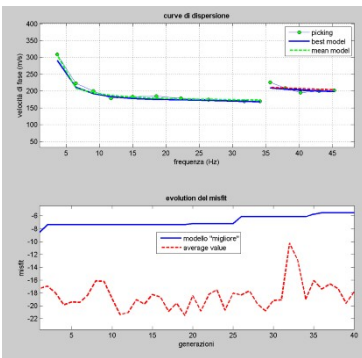 curve di dispersione
400
350
300
250
200
150
100
50
velocità di fase (m/s)
picking
best model
mean model
5 10 15 20 25 30 35 40 45
frequenza (Hz)
evolution del misfit
-6
-8
-10
-12
-14
-16
-18
-20
-22
misfit
modello "migliore"
average value
5 10 15 20 25 30 35 40
generazioni